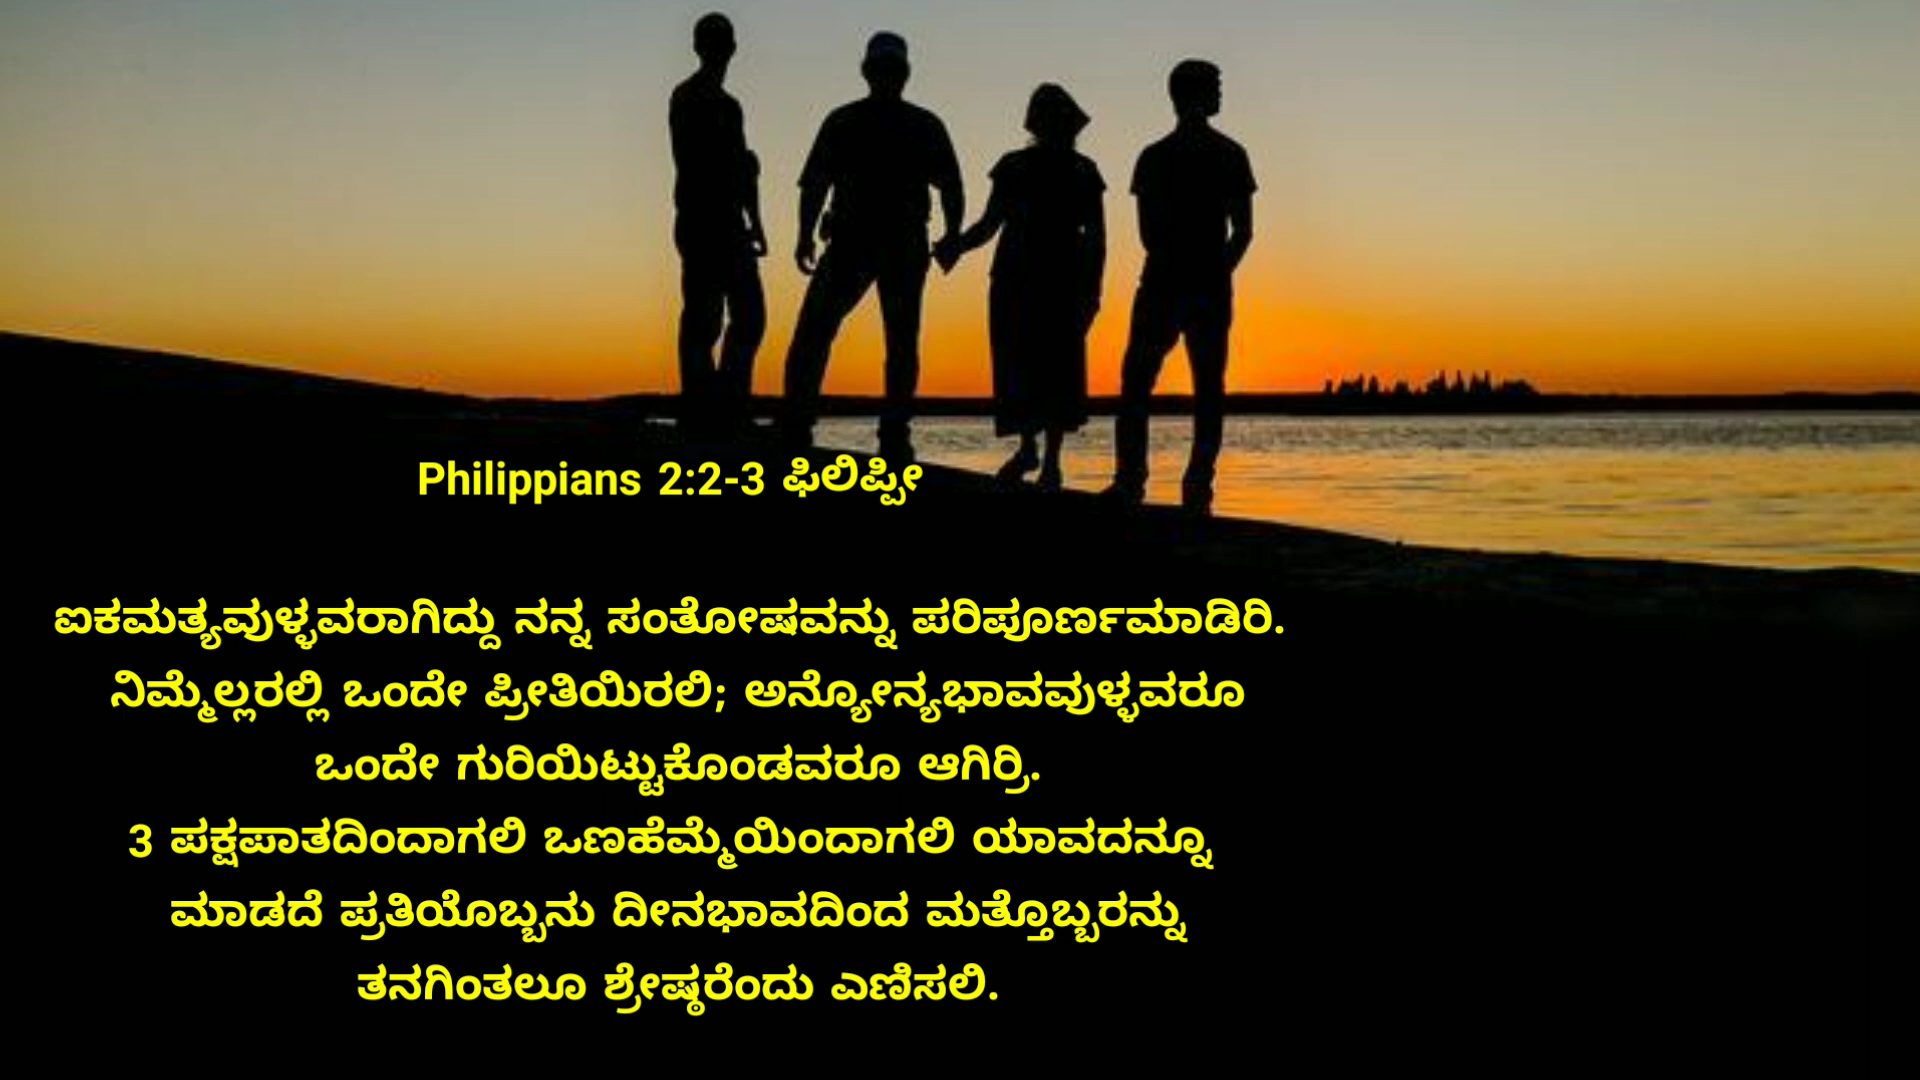 Philippians 2:2-3 ಫಿಲಿಪ್ಪೀ
ಐಕಮತ್ಯವುಳ್ಳವರಾಗಿದ್ದು ನನ್ನ ಸಂತೋಷವನ್ನು ಪರಿಪೂರ್ಣಮಾಡಿರಿ.
ನಿಮ್ಮೆಲ್ಲರಲ್ಲಿ ಒಂದೇ ಪ್ರೀತಿಯಿರಲಿ; ಅನ್ಯೋನ್ಯಭಾವವುಳ್ಳವರೂ
ಒಂದೇ ಗುರಿಯಿಟ್ಟುಕೊಂಡವರೂ ಆಗಿರ್ರಿ.
3 ಪಕ್ಷಪಾತದಿಂದಾಗಲಿ ಒಣಹೆಮ್ಮೆಯಿಂದಾಗಲಿ ಯಾವದನ್ನೂ
ಮಾಡದೆ ಪ್ರತಿಯೊಬ್ಬನು ದೀನಭಾವದಿಂದ ಮತ್ತೊಬ್ಬರನ್ನು
ತನಗಿಂತಲೂ ಶ್ರೇಷ್ಠರೆಂದು ಎಣಿಸಲಿ.